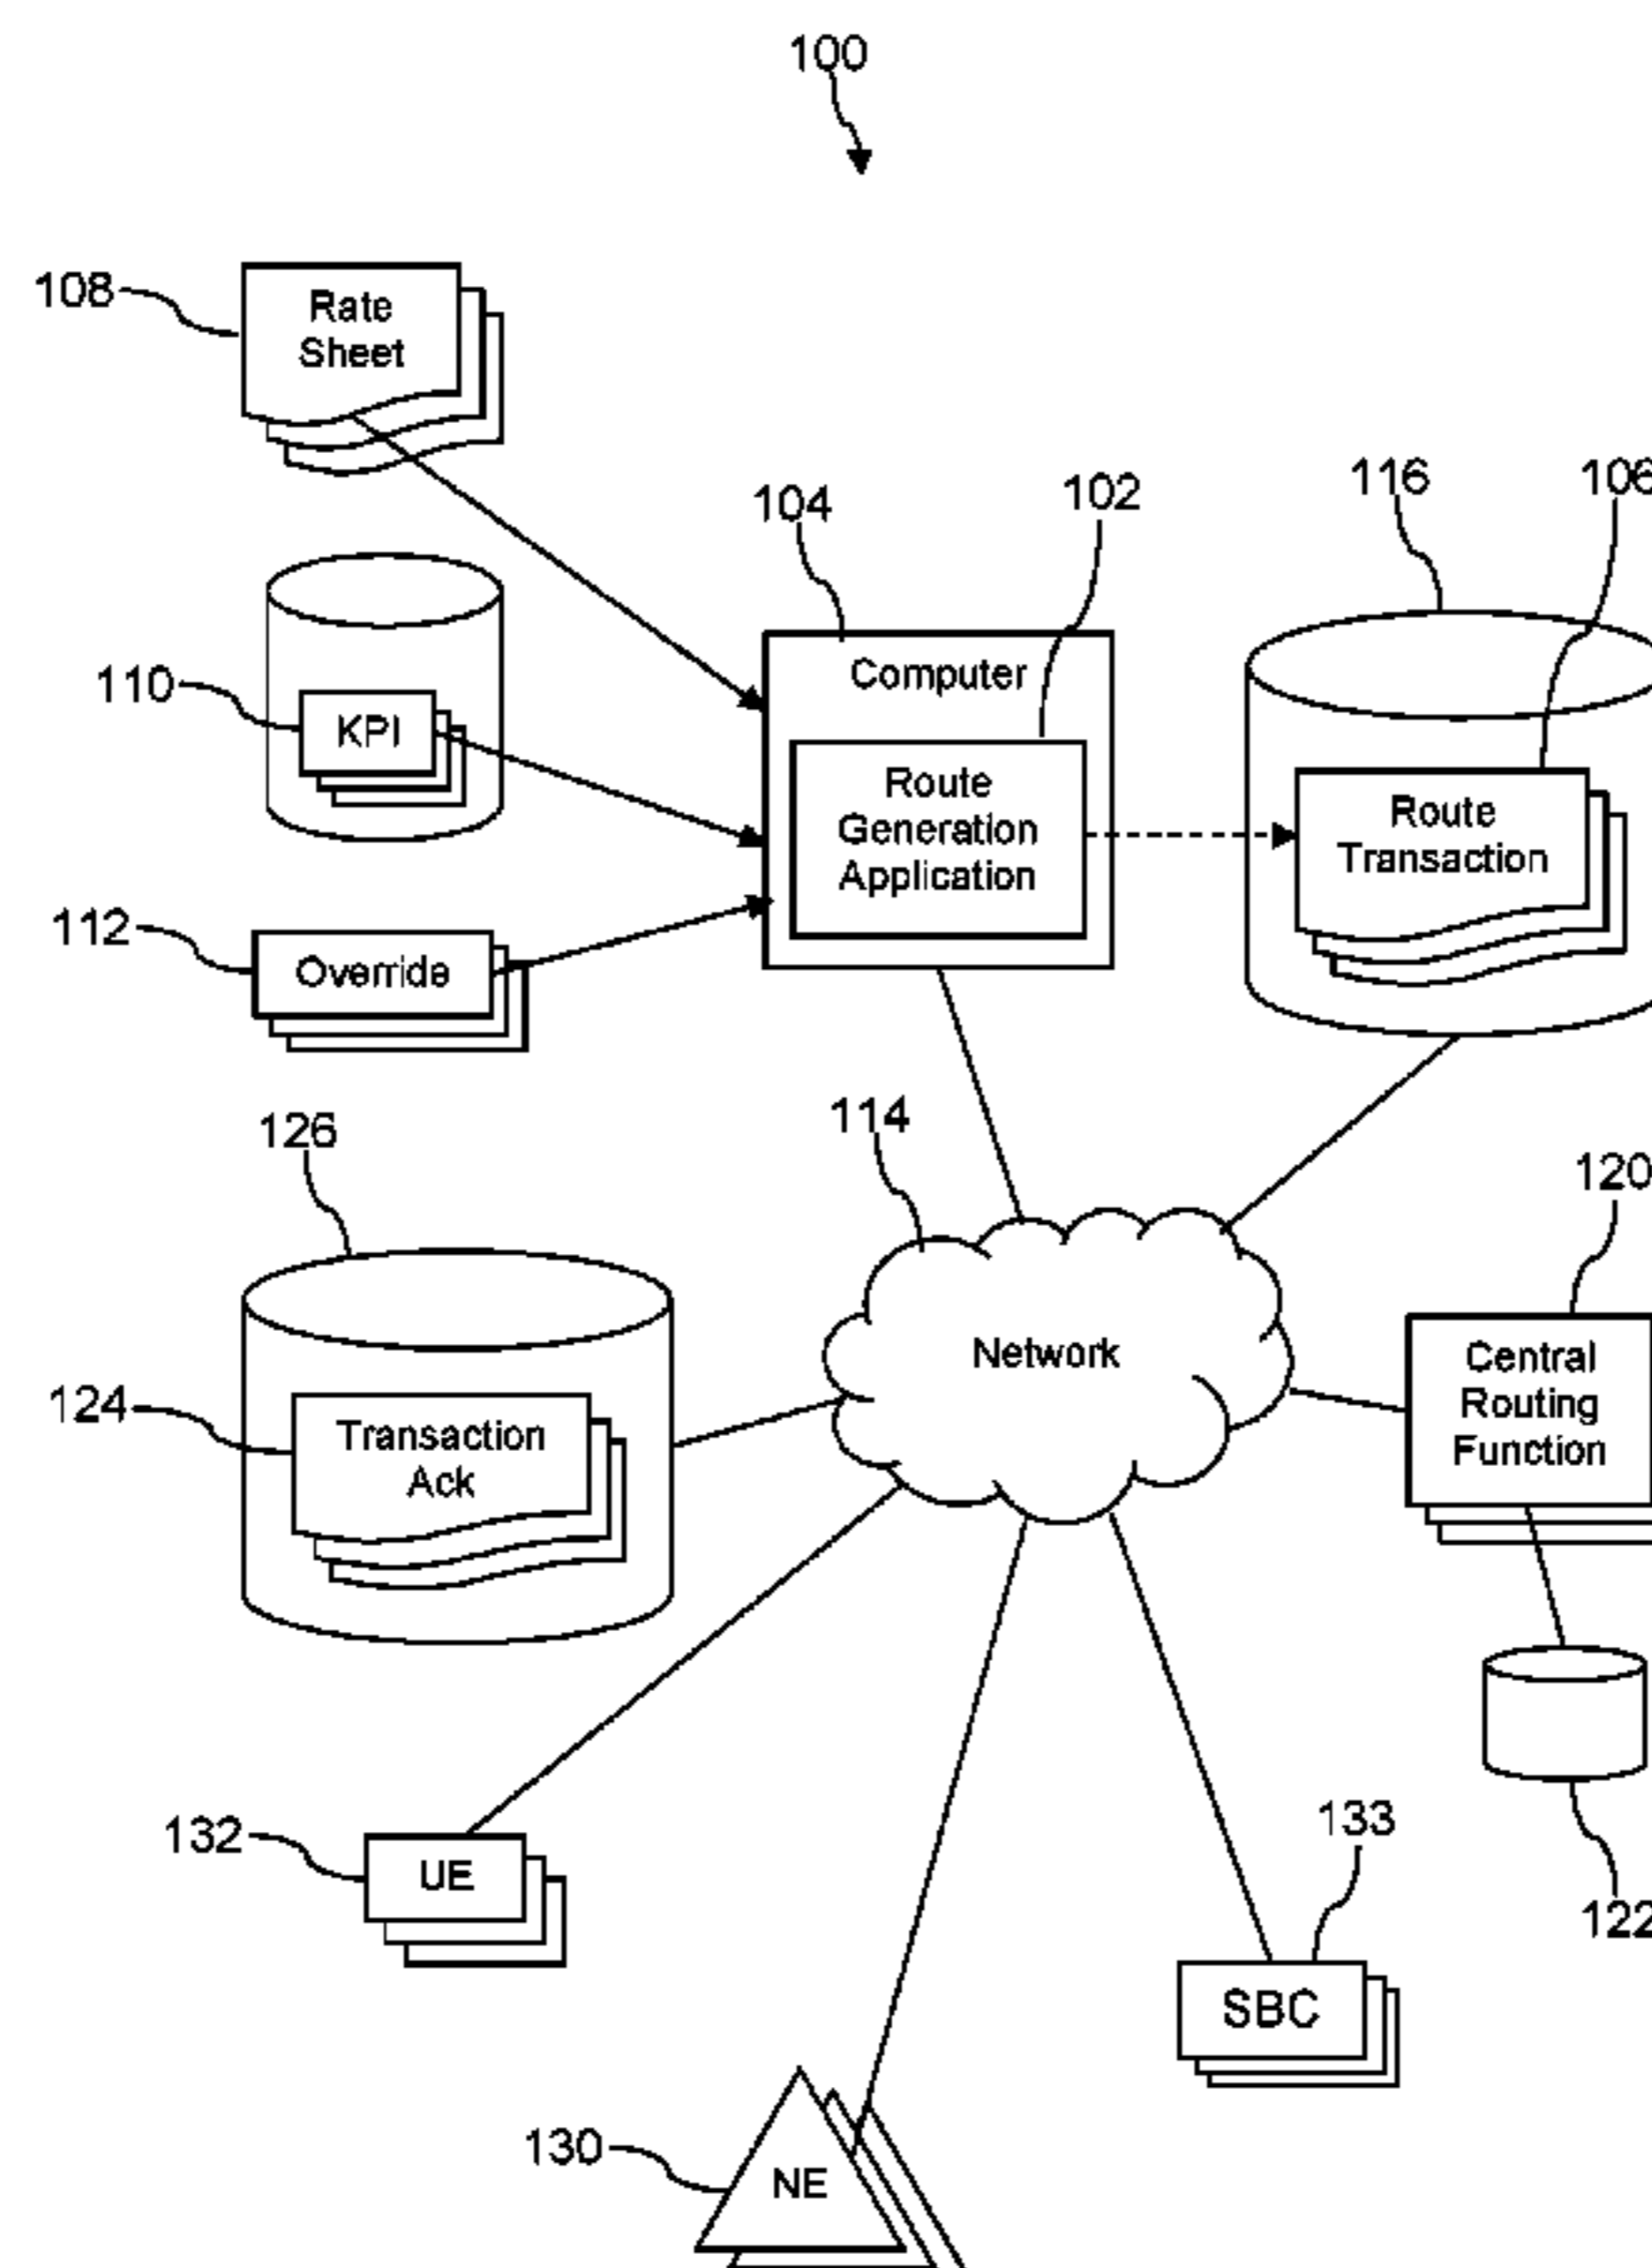 100
108
Rate
Sheet
104
102
116
106
110
KPI
Computer
Route
Generation
Application
Route
Transaction
112
Override
126
114
120
Network
Central
Routing
Function
124
Transaction
Ack
132
UE
133
122
SBC
130
NE